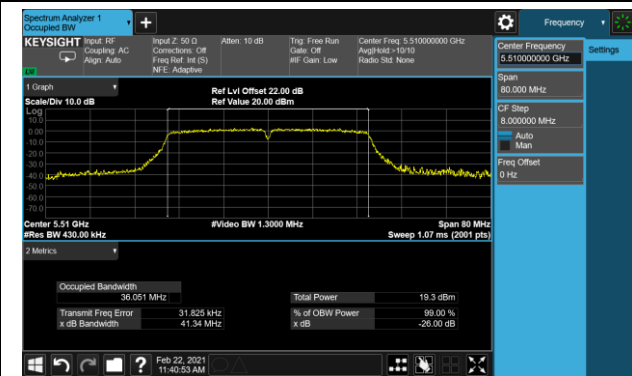 Spectrum Analyzer 1
Occupied BW
Frequency
KEYSIGHT
Input: RF
Coupling: AC
Align: Auto
Input Z: 50 Ω
Corrections: Off
Freq Ref: Int (S)
NFE: Adaptive
Atten: 10 dB
Trig: Free Run
Gate: Off
#IF Gain: Low
Center Freq: 5.510000000 GHz
Avg|Hold:>10/10
Radio Std: None
Center Frequency
5.510000000 GHz
Settings
Span
80.000 MHz
CF Step
8.000000 MHz
Auto
Man
Freq Offset
0 Hz
1 Graph
Scale/Div 10.0 dB
Ref Lvl Offset 22.00 dB
Ref Value 20.00 dBm
Log
10.0
0.00
-10.0
-20.0
-30.0
-40.0
-50.0
-60.0
-70.0
Center 5.51 GHz
#Res BW 430.00 kHz
#Video BW 1.3000 MHz
Span 80 MHz
Sweep 1.07 ms (2001 pts)
2 Metrics
Occupied Bandwidth
36.051 MHz
Total Power 19.3 dBm
Transmit Freq Error 31.825 kHz
% of OBW Power 99.00 %
x dB Bandwidth 41.34 MHz
x dB -26.00 dB
?
Feb 22, 2021
11:40:53 AM